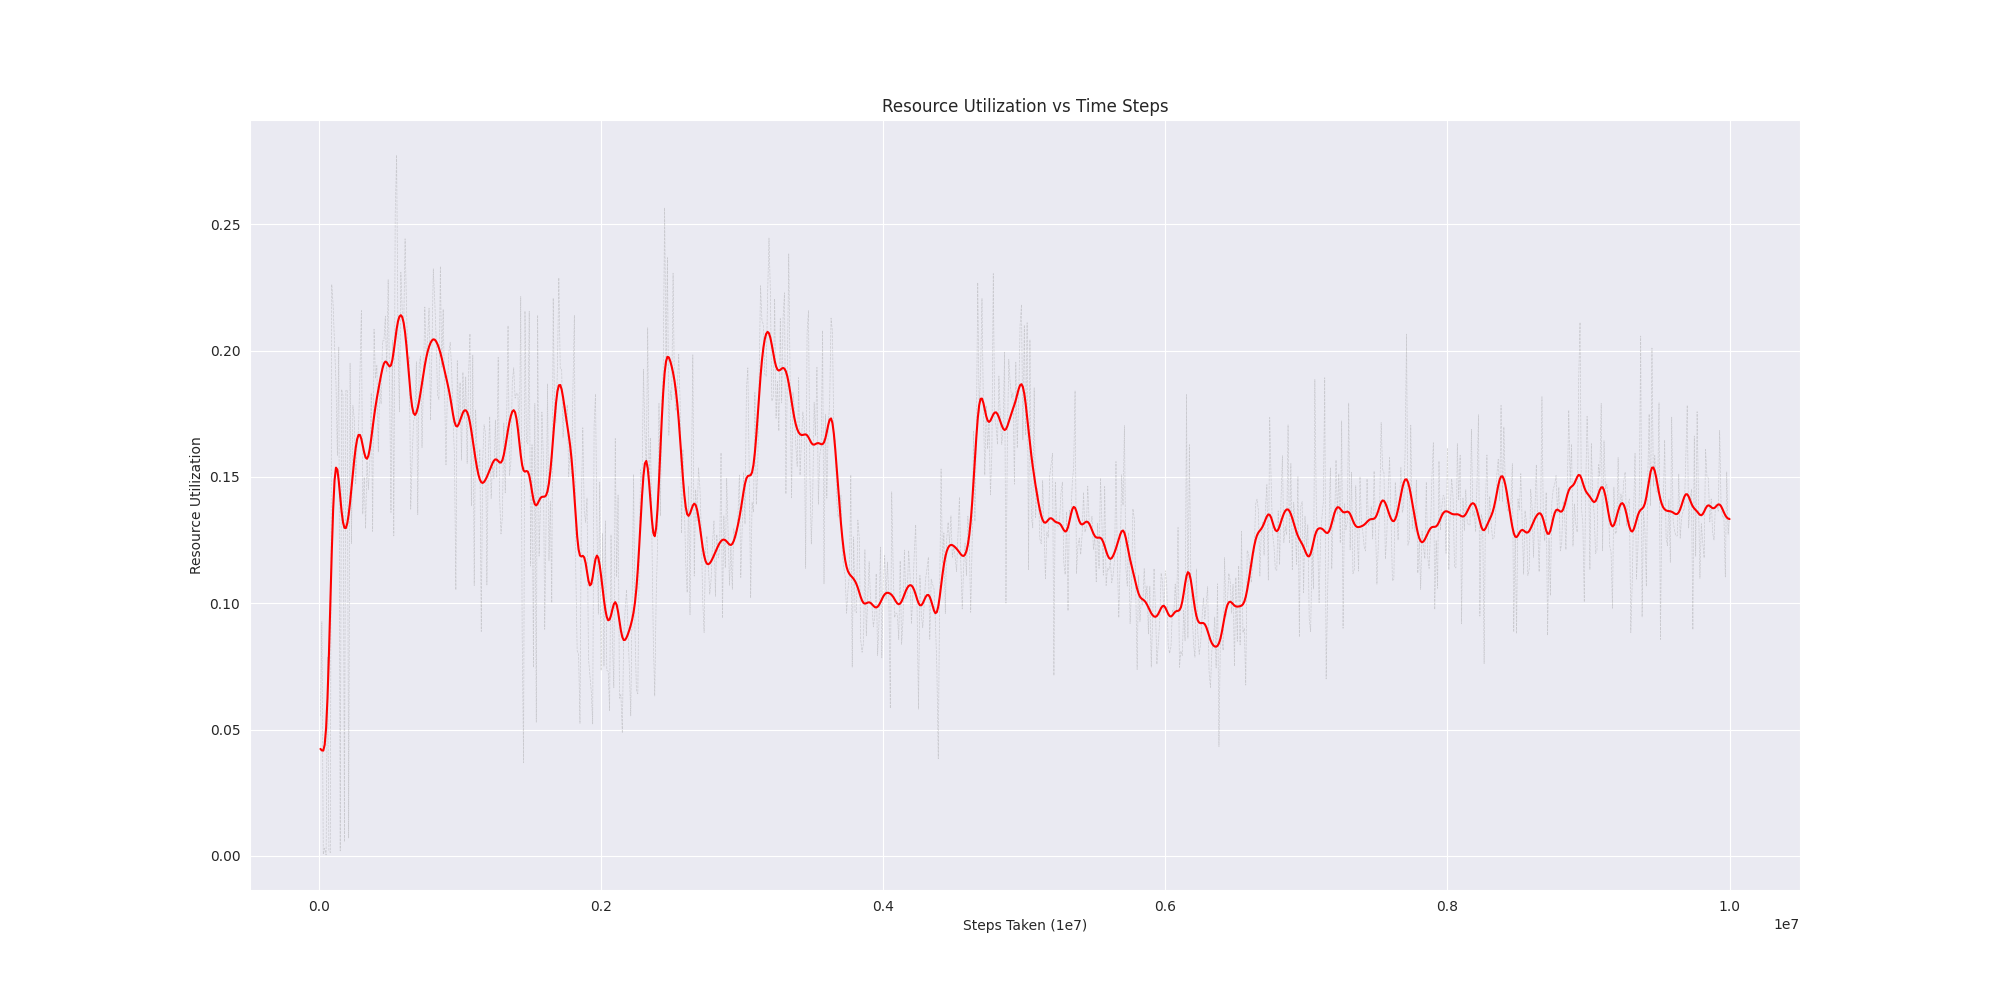 Resource Utilization vs Time Steps
Resource Utilization
0.25
0.20
0.15
0.10
0.05
0.00
0.0 0.2 0.4 0.6 0.8 1.0
Steps Taken (1e7)
1e7